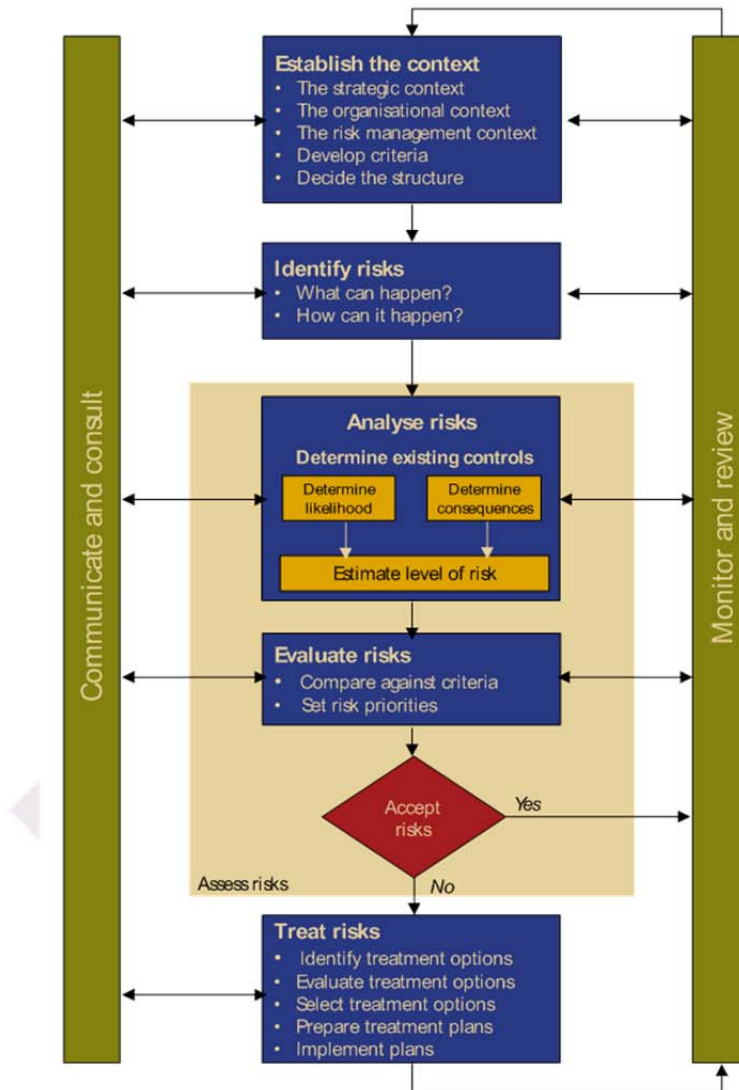 Establish the context
• The strategic context
• The organisational context
• The risk management context
• Develop criteria
• Decide the structure
Identify risks
• What can happen?
• How can it happen?
Communicate and consult
Monitor and review
Analyse risks
Determine existing controls
Determine
likelihood
Determine
consequences
Estimate level of risk
Evaluate risks
• Compare against criteria
• Set risk priorities
Accept
risks
Yes
Assess risks
No
Treat risks
• Identify treatment options
• Evaluate treatment options
• Select treatment options
• Prepare treatment plans
• Implement plans